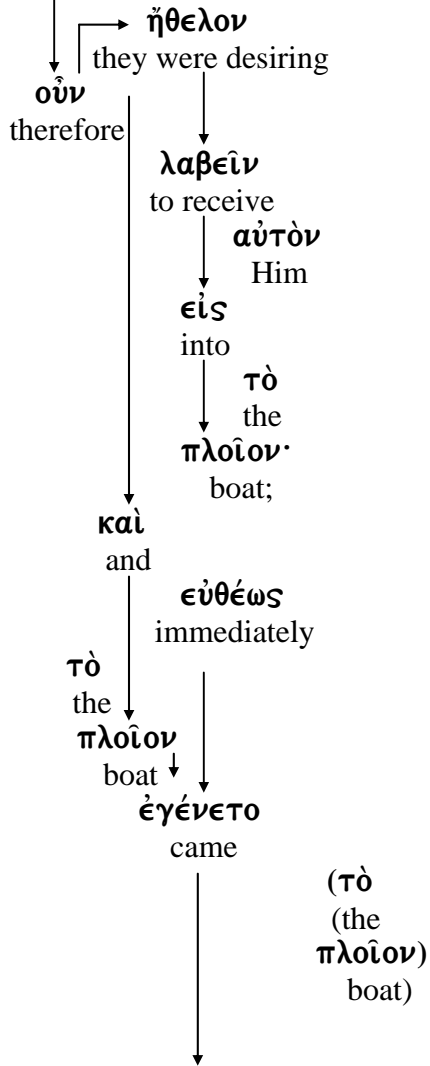 ἤθελον
they were desiring
οὖν
therefore
λαβεῖν
to receive
αὐτὸν
Him
εἰς
into
τὸ
the
πλοῖον·
boat;
καὶ
and
εὐθέως
immediately
τὸ
the
πλοῖον
boat
ἐγένετο
came
(τὸ
(the
πλοῖον)
boat)